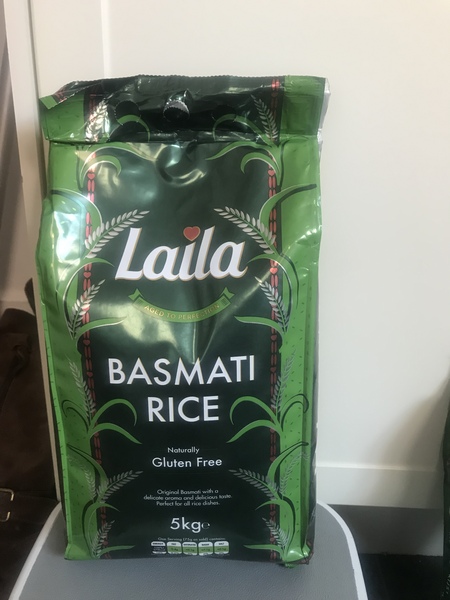 Laila
AGED TO PERFECTION
BASMATI
RICE
Naturally
Gluten Free
Original Basmati with a
delicate aroma and delicious taste.
Perfect for all rice dishes.
5kg℮